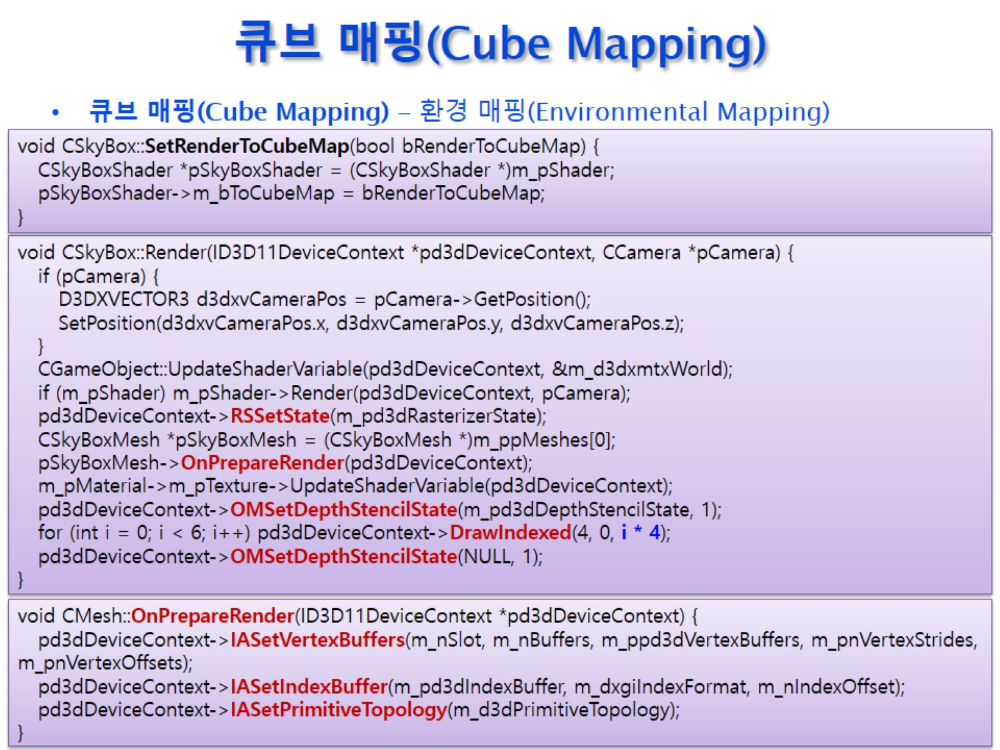 큐브 매핑(Cube Mapping)
• 큐브 매핑(Cube Mapping) – 환경 매핑(Environmental Mapping)
void CSkyBox::SetRenderToCubeMap(bool bRenderToCubeMap) {
CSkyBoxShader *pSkyBoxShader = (CSkyBoxShader *)m_pShader;
pSkyBoxShader->m_bToCubeMap = bRenderToCubeMap;
}
void CSkyBox::Render(ID3D11DeviceContext *pd3dDeviceContext, CCamera *pCamera) {
if (pCamera) {
D3DXVECTOR3 d3dxvCameraPos = pCamera->GetPosition();
SetPosition(d3dxvCameraPos.x, d3dxvCameraPos.y, d3dxvCameraPos.z);
}
CGameObject::UpdateShaderVariable(pd3dDeviceContext, &m_d3dxmtxWorld);
if (m_pShader) m_pShader->Render(pd3dDeviceContext, pCamera);
pd3dDeviceContext->RSSetState(m_pd3dRasterizerState);
CSkyBoxMesh *pSkyBoxMesh = (CSkyBoxMesh *)m_ppMeshes[0];
pSkyBoxMesh->OnPrepareRender(pd3dDeviceContext);
m_pMaterial->m_pTexture->UpdateShaderVariable(pd3dDeviceContext);
pd3dDeviceContext->OMSetDepthStencilState(m_pd3dDepthStencilState, 1);
for (int i = 0; i < 6; i++) pd3dDeviceContext->DrawIndexed(4, 0, i * 4);
pd3dDeviceContext->OMSetDepthStencilState(NULL, 1);
}
void CMesh::OnPrepareRender(ID3D11DeviceContext *pd3dDeviceContext) {
pd3dDeviceContext->IASetVertexBuffers(m_nSlot, m_nBuffers, m_ppd3dVertexBuffers, m_pnVertexStrides,
m_pnVertexOffsets);
pd3dDeviceContext->IASetIndexBuffer(m_pd3dIndexBuffer, m_dxgiIndexFormat, m_nIndexOffset);
pd3dDeviceContext->IASetPrimitiveTopology(m_d3dPrimitiveTopology);
}